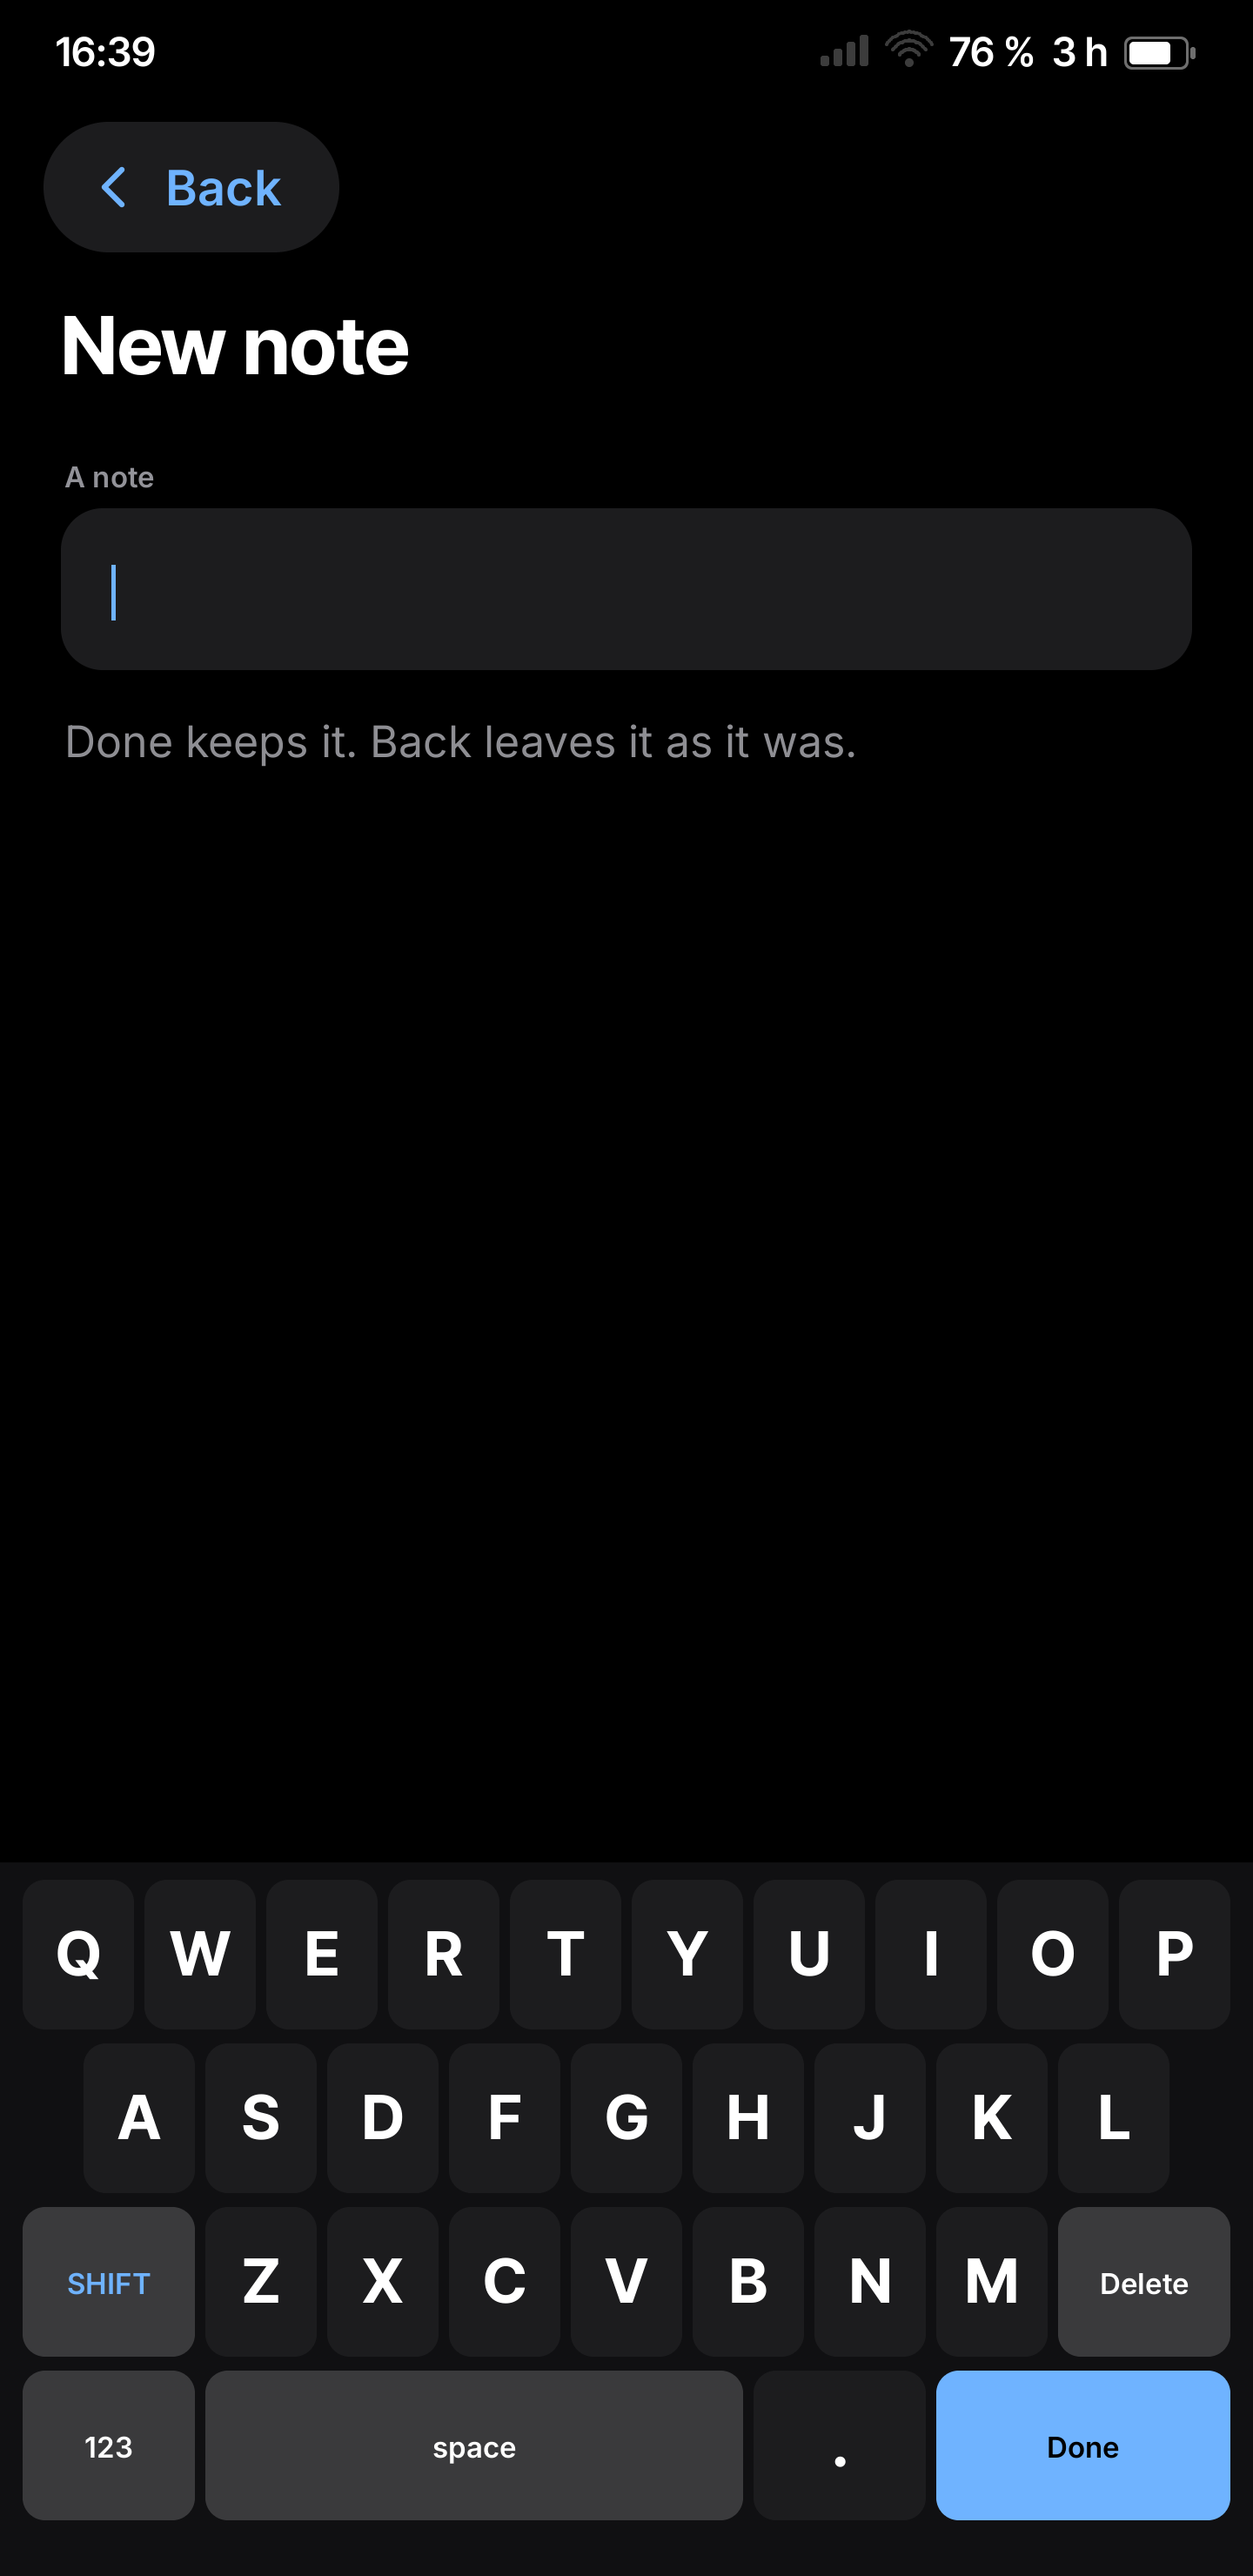 16:39 76 % 3 h
Back
New note
A note
Done keeps it. Back leaves it as it was.
Q W E R T Y U I O P
A S D F G H J K L
SHIFT Z X C V B N M Delete
123 space . Done